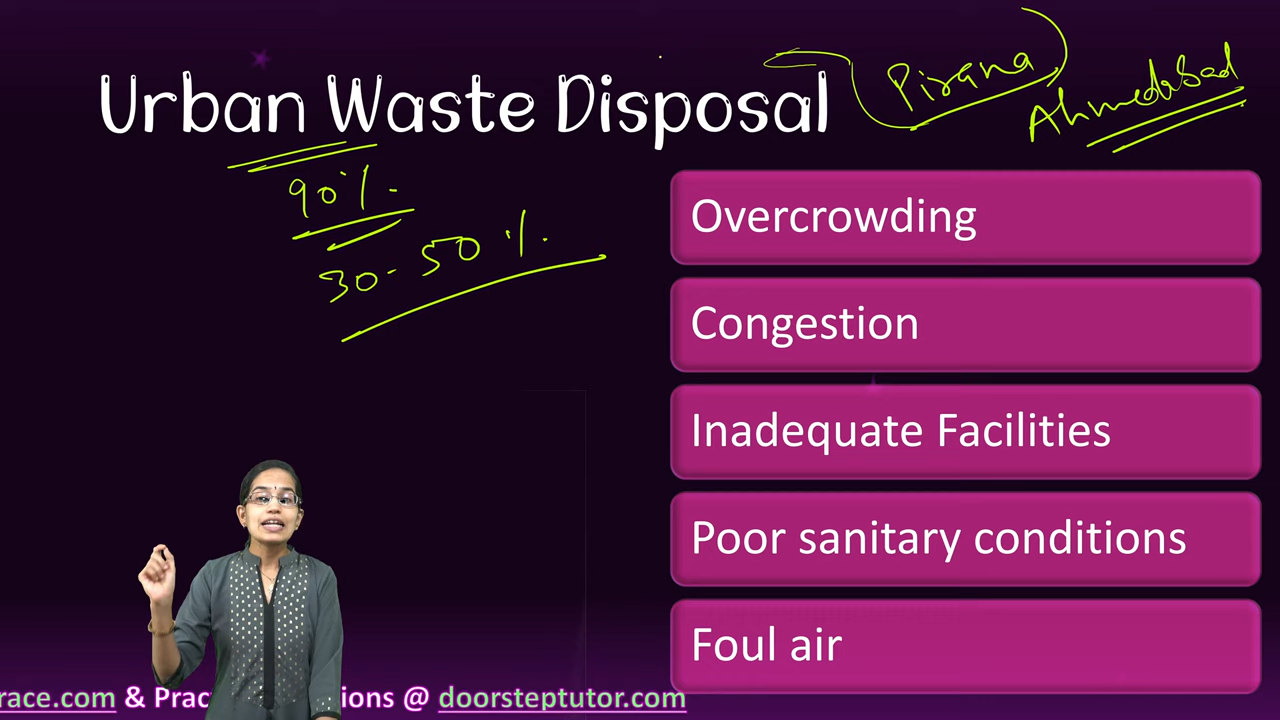 Urban Waste Disposal
Pirana
Ahmedabad
90%.
30-50%.
Overcrowding
Congestion
Inadequate Facilities
Poor sanitary conditions
Foul air
race.com & Prac ions @ doorsteptutor.com